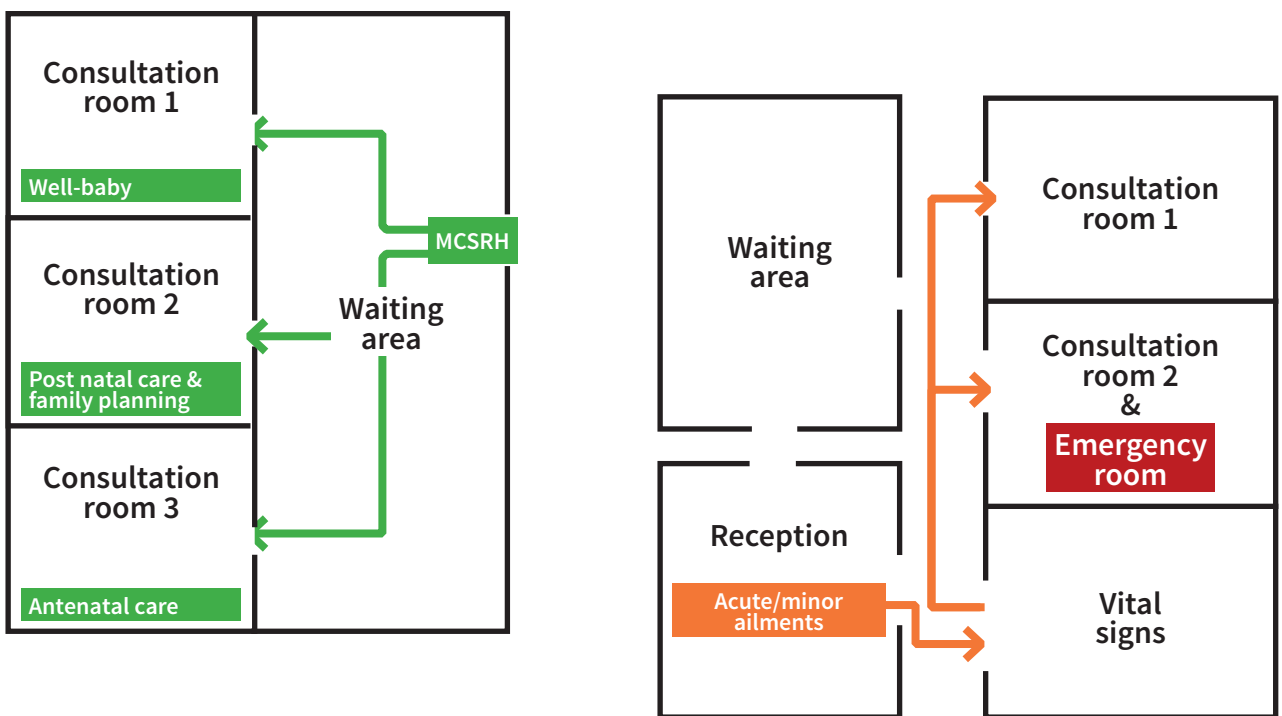 Consultation
room 1
Well-baby
MCSRH
Consultation
room 2
Waiting
area
Post natal care &
family planning
Consultation
room 3
Antenatal care
Waiting
area
Consultation
room 1
Consultation
room 2
&
Emergency
room
Reception
Acute/minor
ailments
Vital
signs